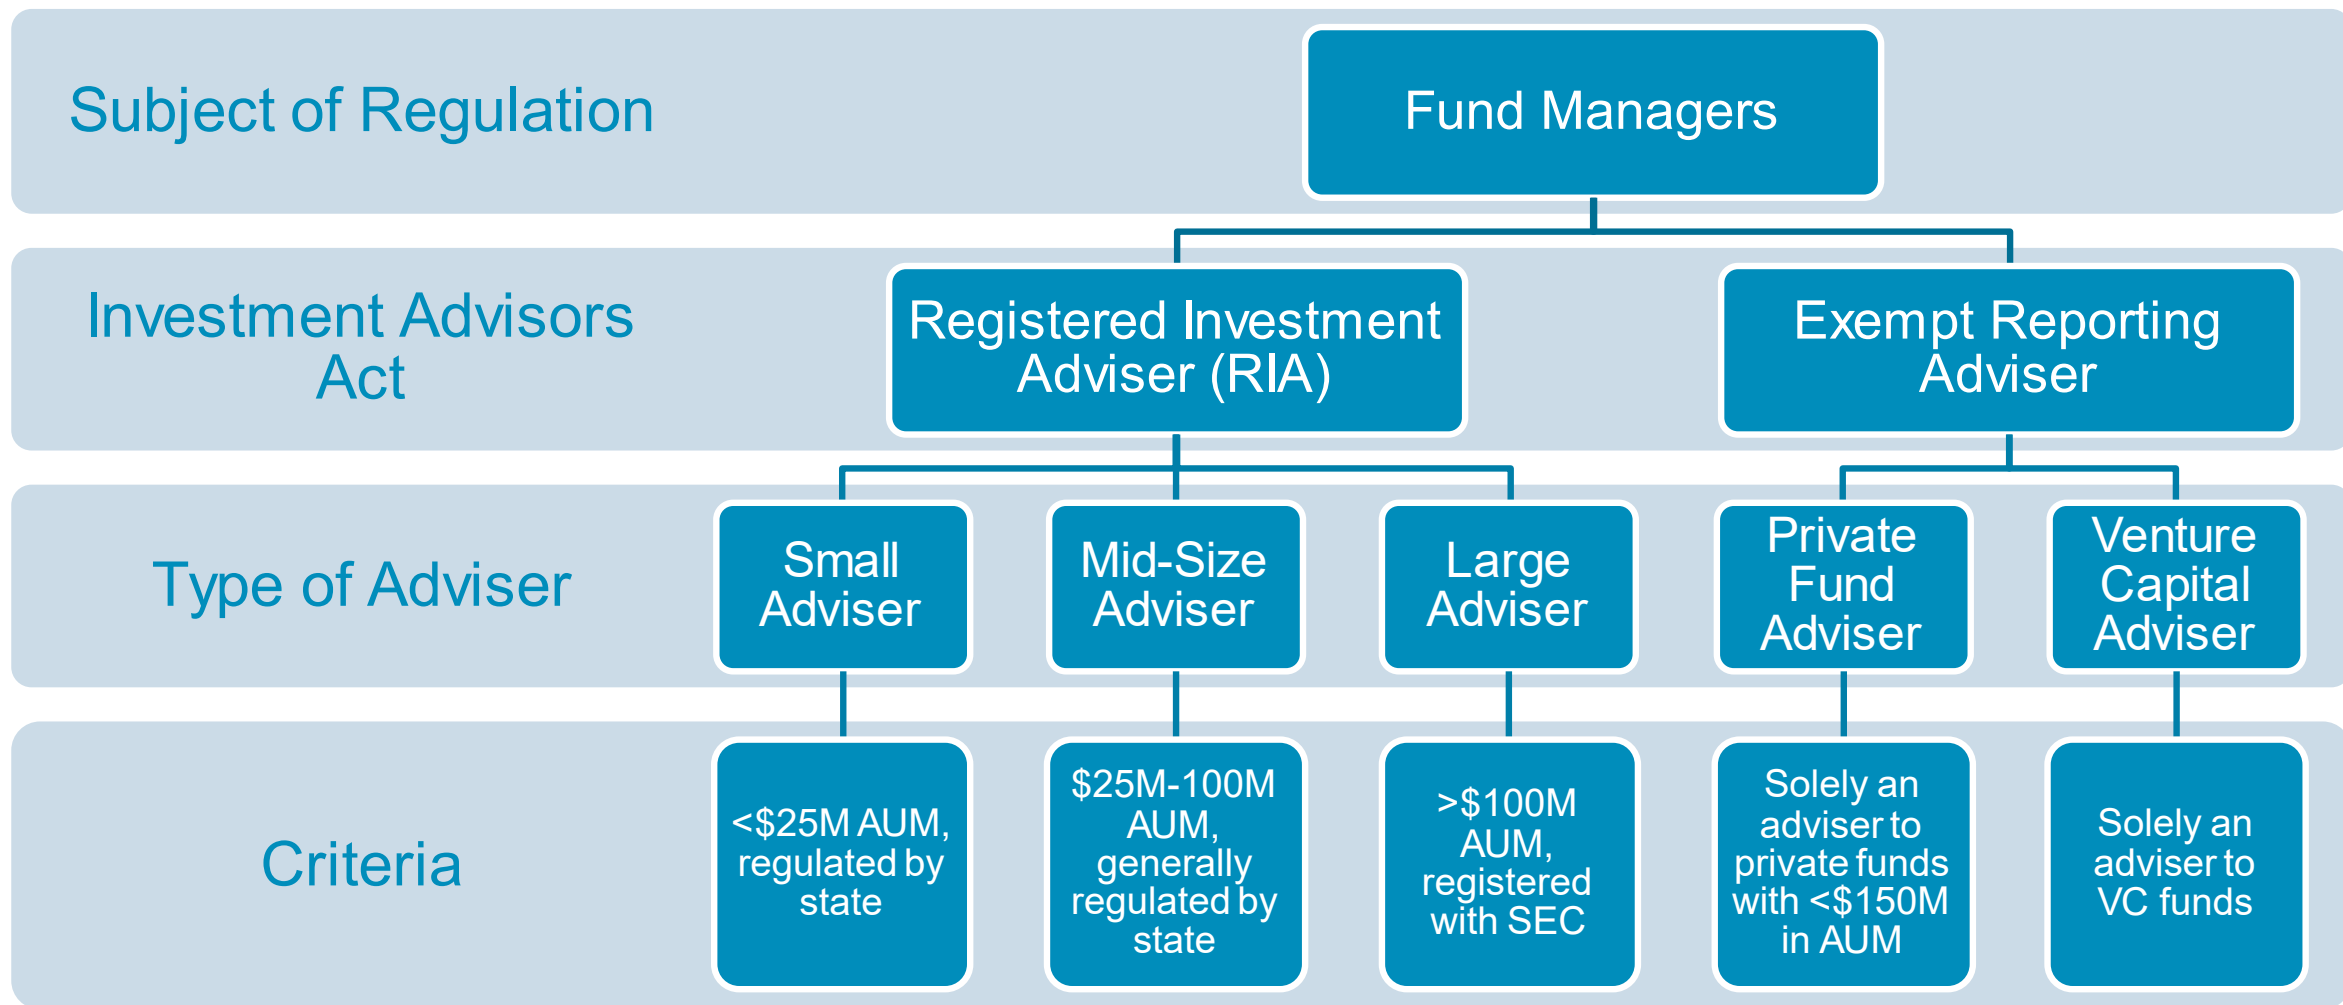 Subject of Regulation
Fund Managers
Investment Advisors
Act
Registered Investment
Adviser (RIA)
Exempt Reporting
Adviser
Type of Adviser
Small
Adviser
Mid-Size
Adviser
Large
Adviser
Private
Fund
Adviser
Venture
Capital
Adviser
Criteria
<$25M AUM,
regulated by
state
$25M-100M
AUM,
generally
regulated by
state
>$100M
AUM,
registered
with SEC
Solely an
adviser to
private funds
with <$150M
in AUM
Solely an
adviser to
VC funds